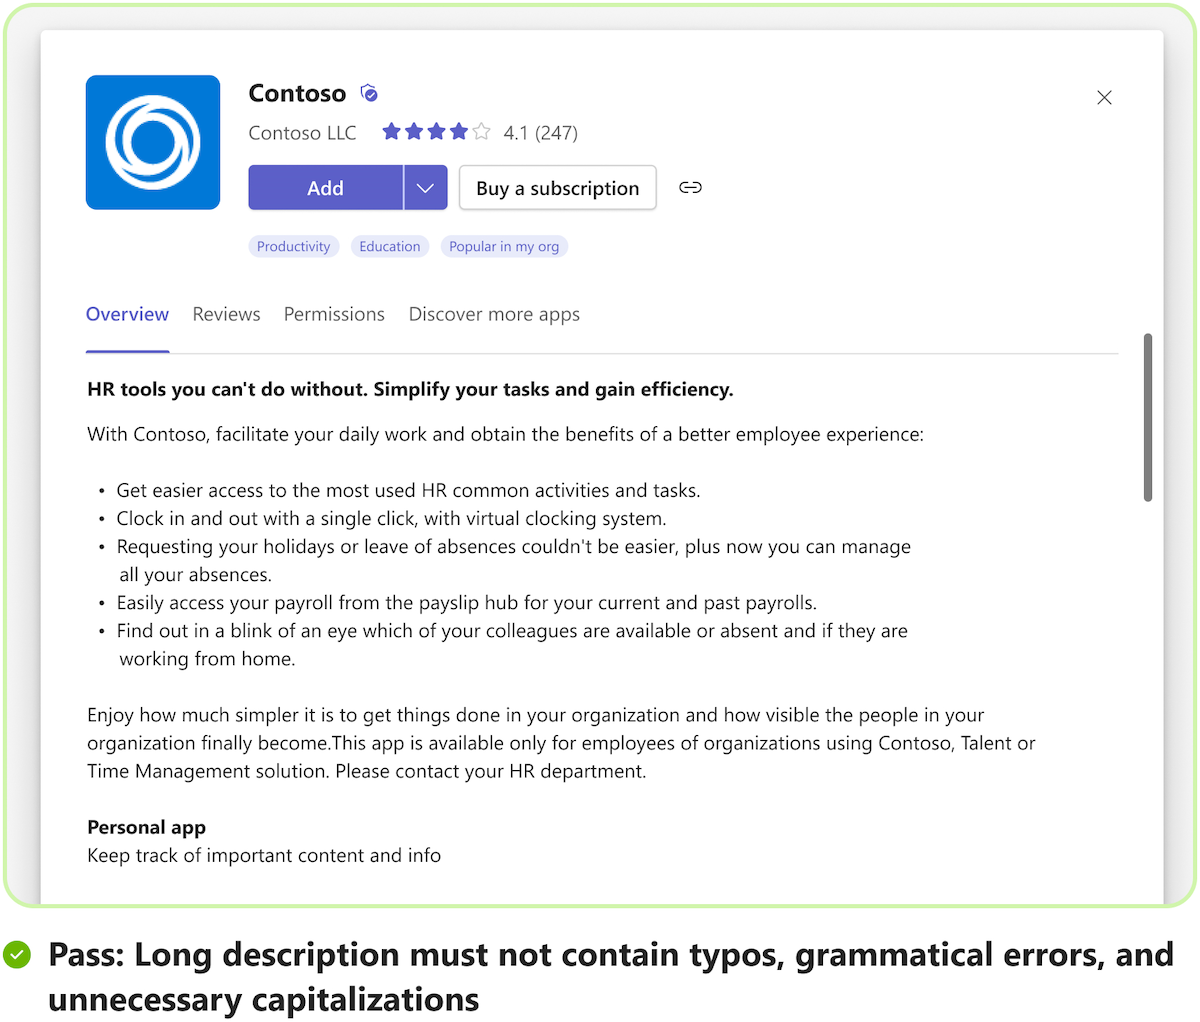 Contoso
Contoso LLC 4.1 (247)
Add Buy a subscription
Productivity Education Popular in my org
Overview Reviews Permissions Discover more apps
HR tools you can't do without. Simplify your tasks and gain efficiency.
With Contoso, facilitate your daily work and obtain the benefits of a better employee experience:
• Get easier access to the most used HR common activities and tasks.
• Clock in and out with a single click, with virtual clocking system.
• Requesting your holidays or leave of absences couldn't be easier, plus now you can manage
all your absences.
• Easily access your payroll from the payslip hub for your current and past payrolls.
• Find out in a blink of an eye which of your colleagues are available or absent and if they are
working from home.
Enjoy how much simpler it is to get things done in your organization and how visible the people in your
organization finally become.This app is available only for employees of organizations using Contoso, Talent or
Time Management solution. Please contact your HR department.
Personal app
Keep track of important content and info
Pass: Long description must not contain typos, grammatical errors, and
unnecessary capitalizations